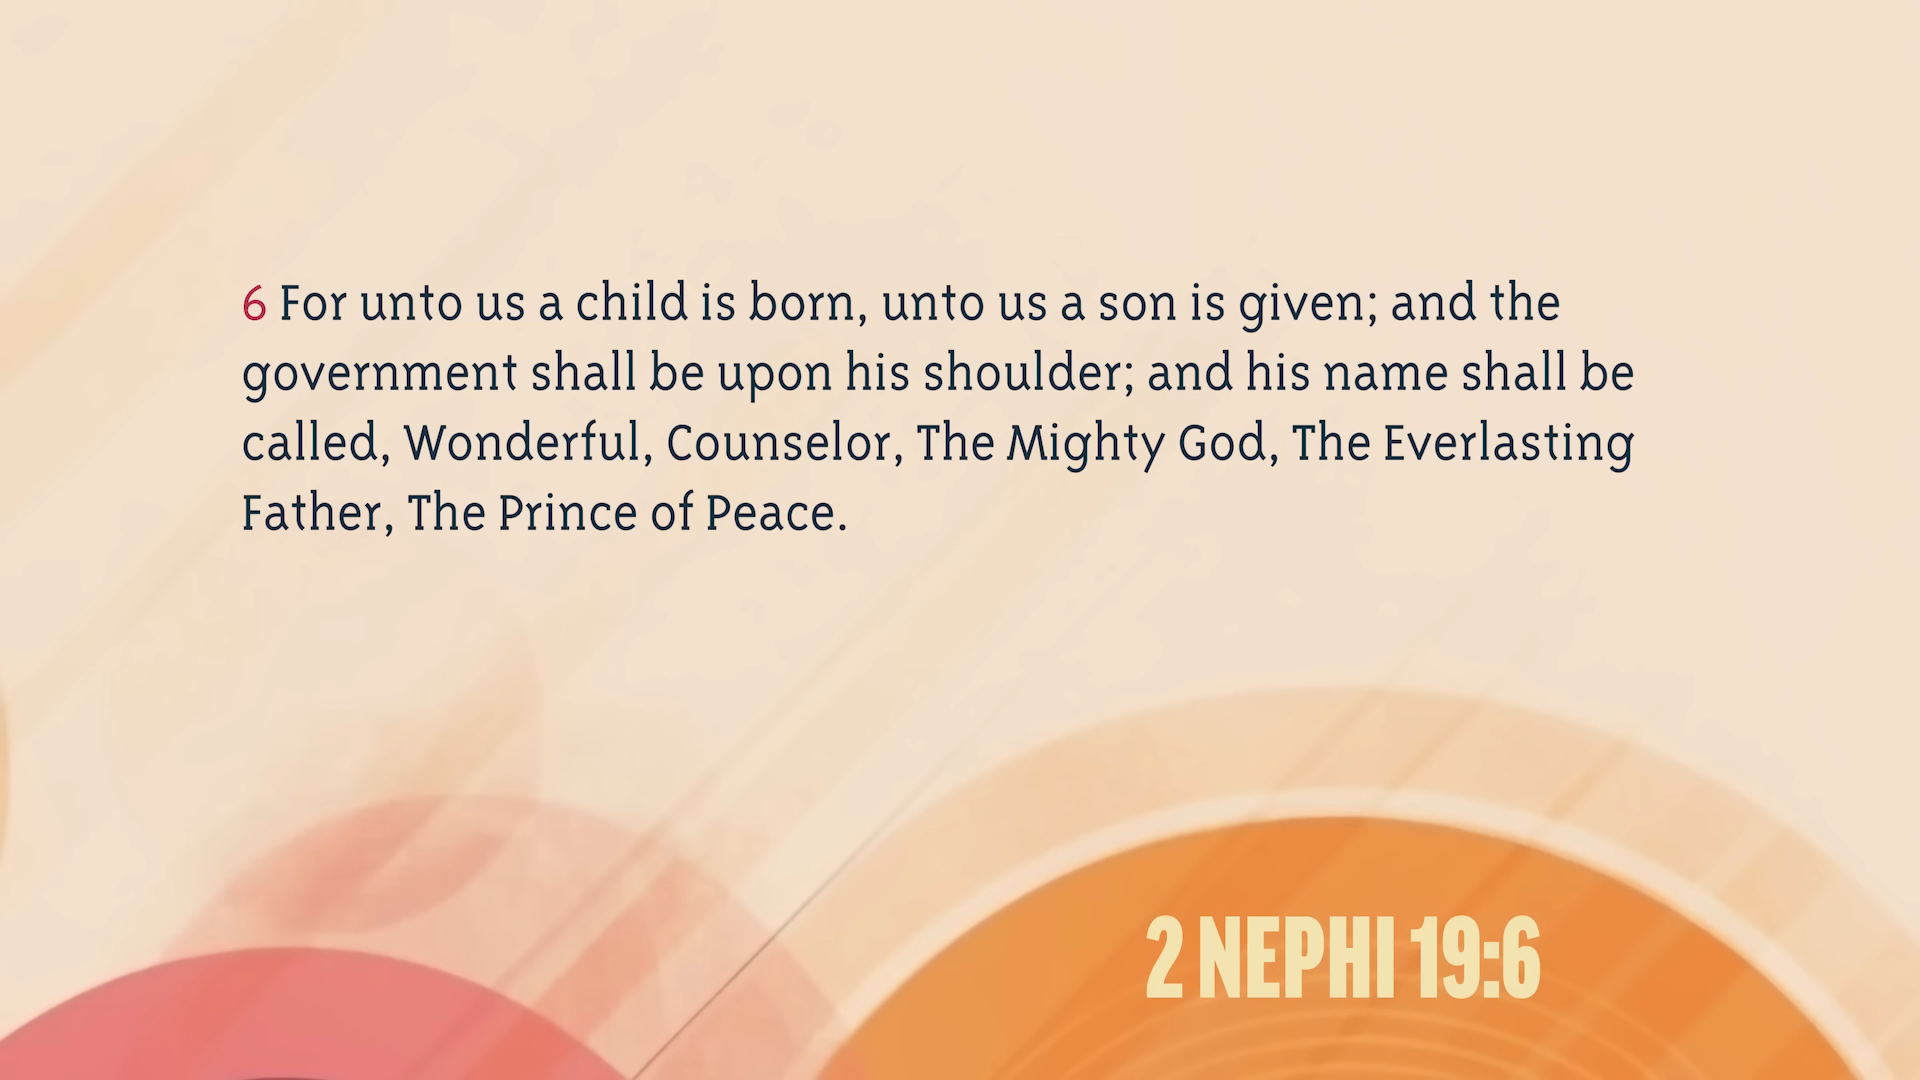 6 For unto us a child is born, unto us a son is given; and the
government shall be upon his shoulder; and his name shall be
called, Wonderful, Counselor, The Mighty God, The Everlasting
Father, The Prince of Peace.
2 NEPHI 19:6